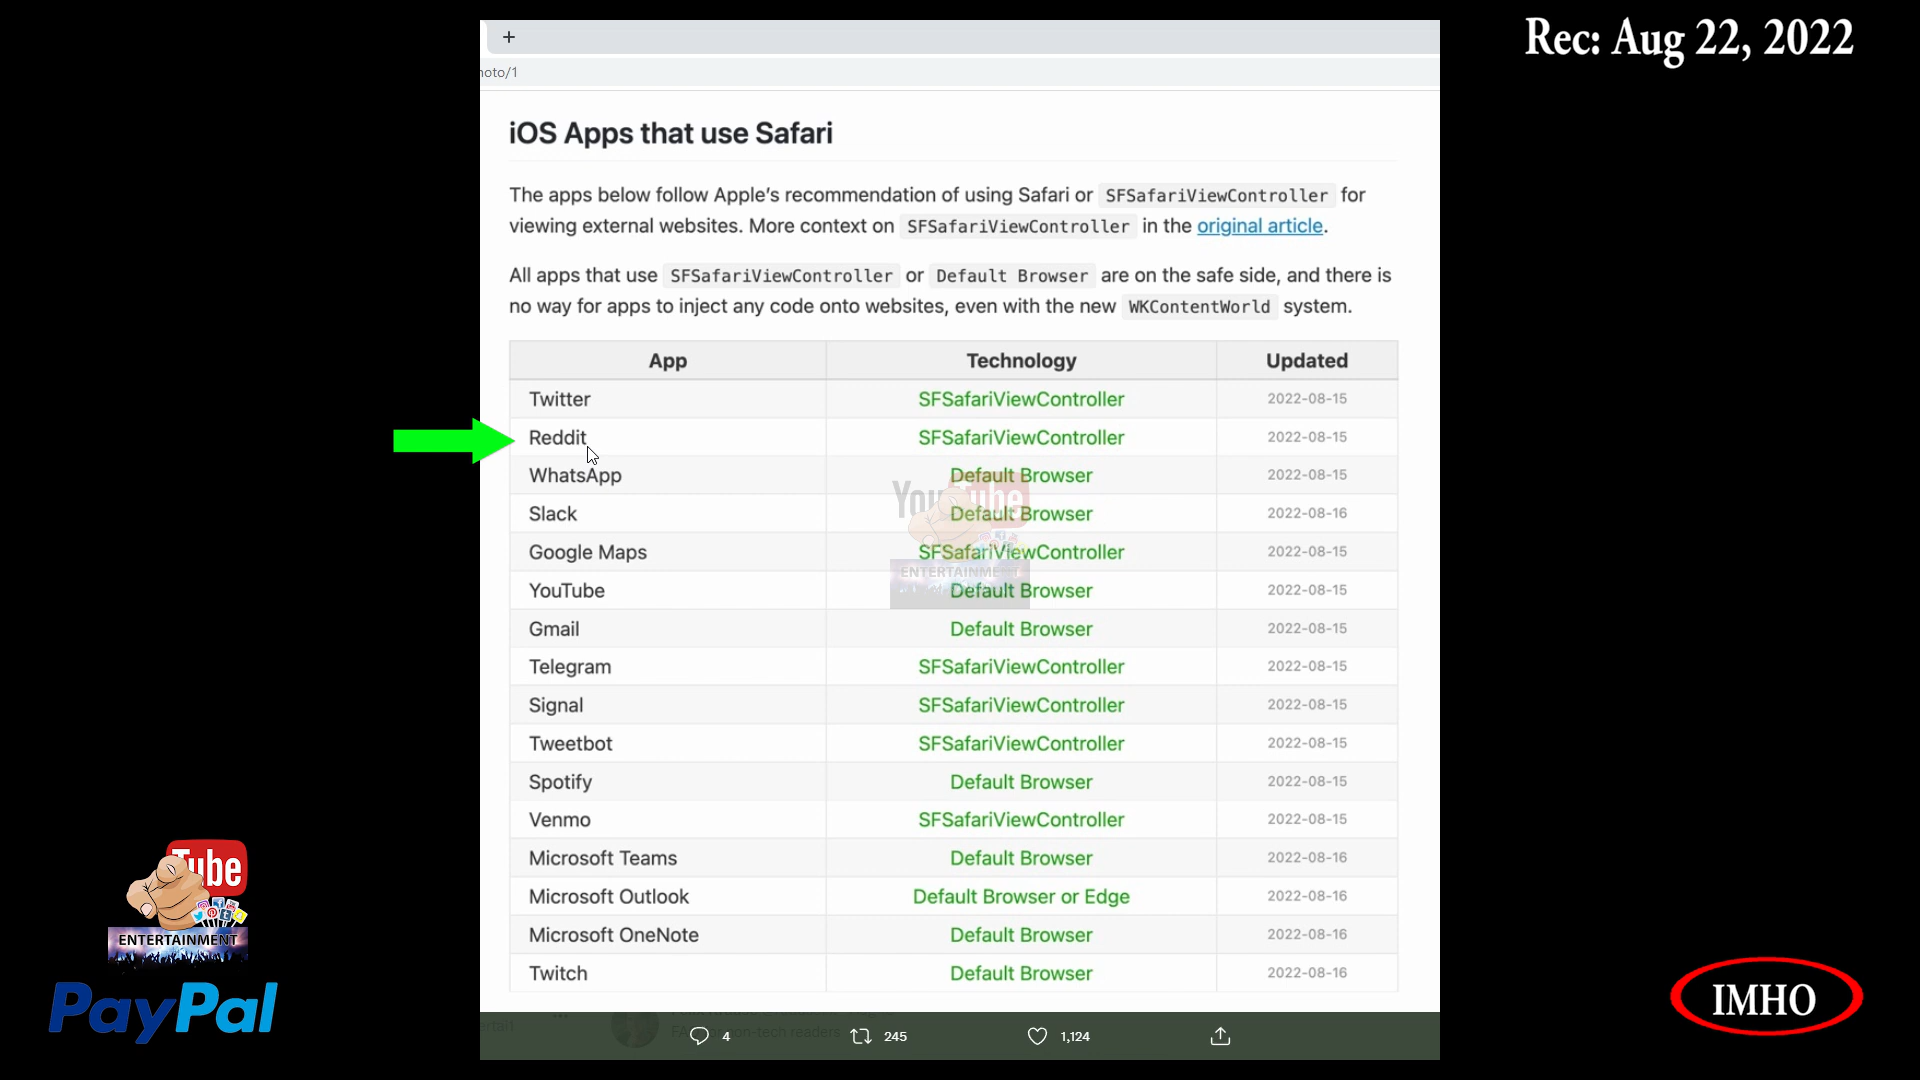 Rec: Aug 22, 2022
noto/1
iOS Apps that use Safari
The apps below follow Apple's recommendation of using Safari or SFSafariViewController for
viewing external websites. More context on SFSafariViewController in the original article.
All apps that use SFSafariViewController or Default Browser are on the safe side, and there is
no way for apps to inject any code onto websites, even with the new WKContentWorld system.
App Technology Updated
Twitter SFSafariViewController 2022-08-15
Reddit SFSafariViewController 2022-08-15
WhatsApp Default Browser 2022-08-15
Slack Default Browser 2022-08-16
Google Maps SFSafariViewController 2022-08-15
YouTube Default Browser 2022-08-15
Gmail Default Browser 2022-08-15
Telegram SFSafariViewController 2022-08-15
Signal SFSafariViewController 2022-08-15
Tweetbot SFSafariViewController 2022-08-15
Spotify Default Browser 2022-08-15
Venmo SFSafariViewController 2022-08-15
Microsoft Teams Default Browser 2022-08-16
Microsoft Outlook Default Browser or Edge 2022-08-16
Microsoft OneNote Default Browser 2022-08-16
Twitch Default Browser 2022-08-16
YouTube
ENTERTAINMENT
Tube
ENTERTAINMENT
PayPal
IMHO
4 245 1,124